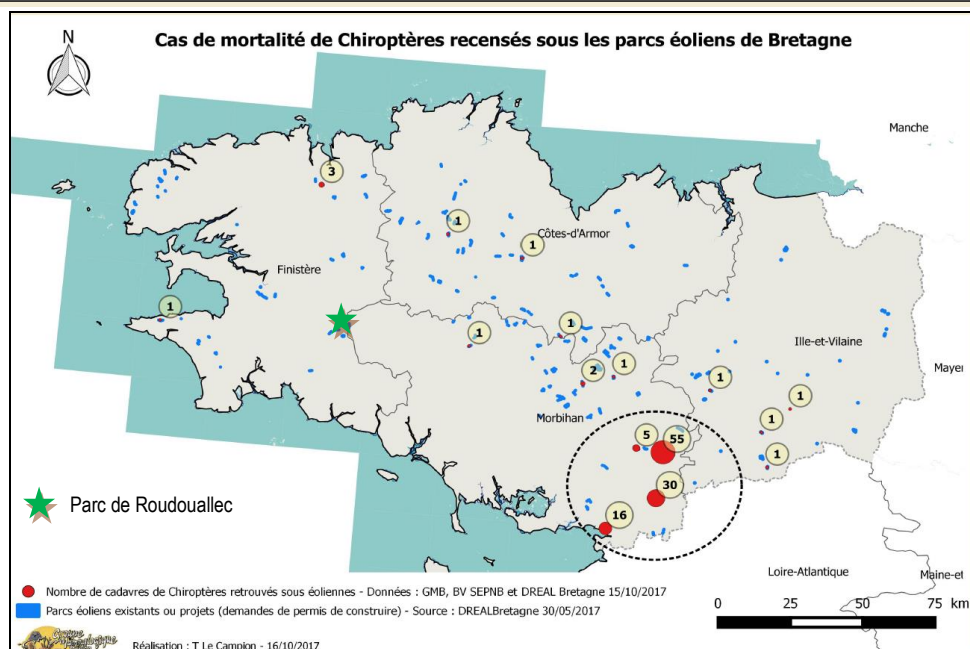 N
Cas de mortalité de Chiroptères recensés sous les parcs éoliens de Bretagne
Manche
3
1
Côtes-d'Armor
1
Finistère
1
1
1
Ille-et-Vilaine
2
1
1
Mayer
1
Morbihan
1
5
55
1
30
16
Parc de Roudouallec
Loire-Atlantique
Maine-et
Nombre de cadavres de Chiroptères retrouvés sous éoliennes - Données : GMB, BV SEPNB et DREAL Bretagne 15/10/2017
0 25 50 75 km
Parcs éoliens existants ou projets (demandes de permis de construire) - Source : DREALBretagne 30/05/2017
Réalisation : T Le Campion - 16/10/2017